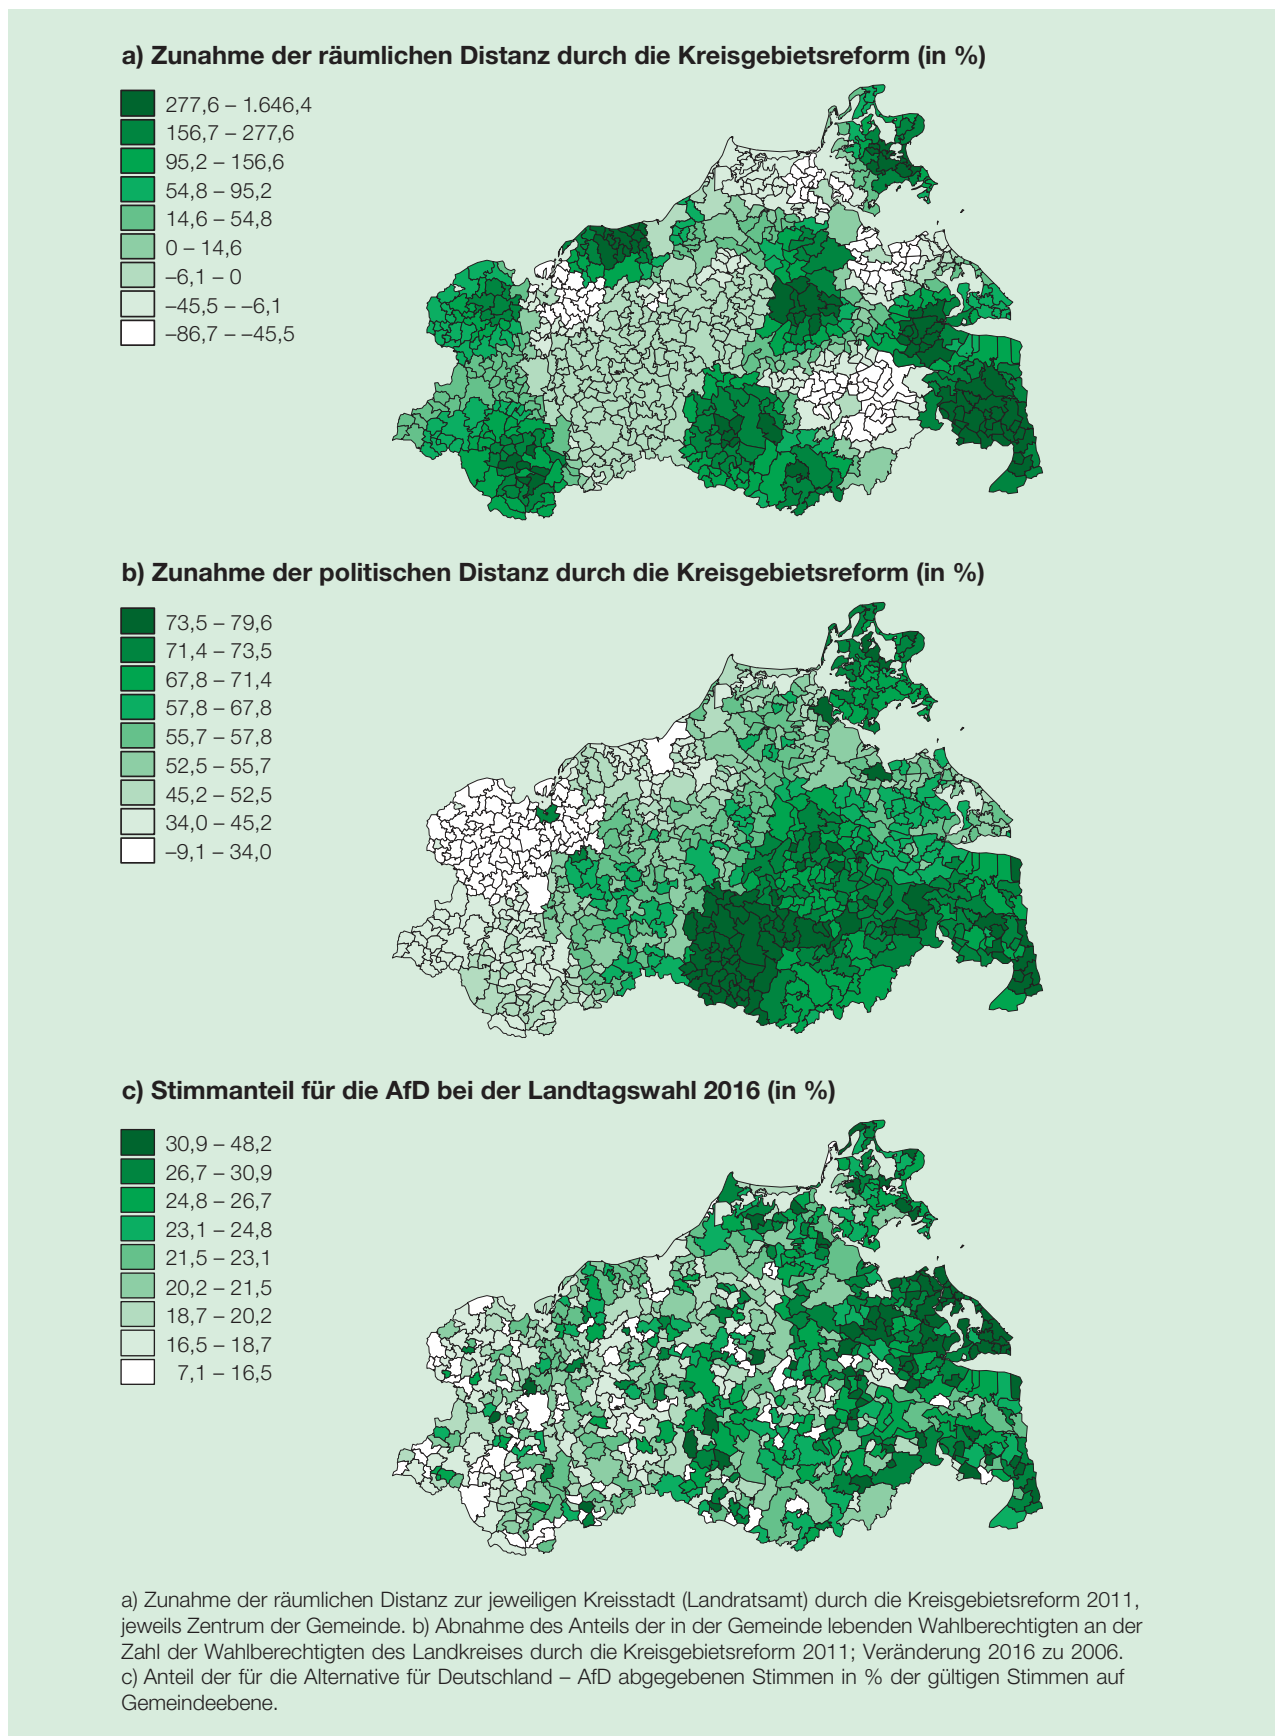 a) Zunahme der räumlichen Distanz durch die Kreisgebietsreform (in %)
277,6 – 1.646,4
156,7 – 277,6
95,2 – 156,6
54,8 – 95,2
14,6 – 54,8
0 – 14,6
–6,1 – 0
–45,5 – –6,1
–86,7 – –45,5
b) Zunahme der politischen Distanz durch die Kreisgebietsreform (in %)
73,5 – 79,6
71,4 – 73,5
67,8 – 71,4
57,8 – 67,8
55,7 – 57,8
52,5 – 55,7
45,2 – 52,5
34,0 – 45,2
–9,1 – 34,0
c) Stimmanteil für die AfD bei der Landtagswahl 2016 (in %)
30,9 – 48,2
26,7 – 30,9
24,8 – 26,7
23,1 – 24,8
21,5 – 23,1
20,2 – 21,5
18,7 – 20,2
16,5 – 18,7
7,1 – 16,5
a) Zunahme der räumlichen Distanz zur jeweiligen Kreisstadt (Landratsamt) durch die Kreisgebietsreform 2011,
jeweils Zentrum der Gemeinde. b) Abnahme des Anteils der in der Gemeinde lebenden Wahlberechtigten an der
Zahl der Wahlberechtigten des Landkreises durch die Kreisgebietsreform 2011; Veränderung 2016 zu 2006.
c) Anteil der für die Alternative für Deutschland – AfD abgegebenen Stimmen in % der gültigen Stimmen auf
Gemeindeebene.